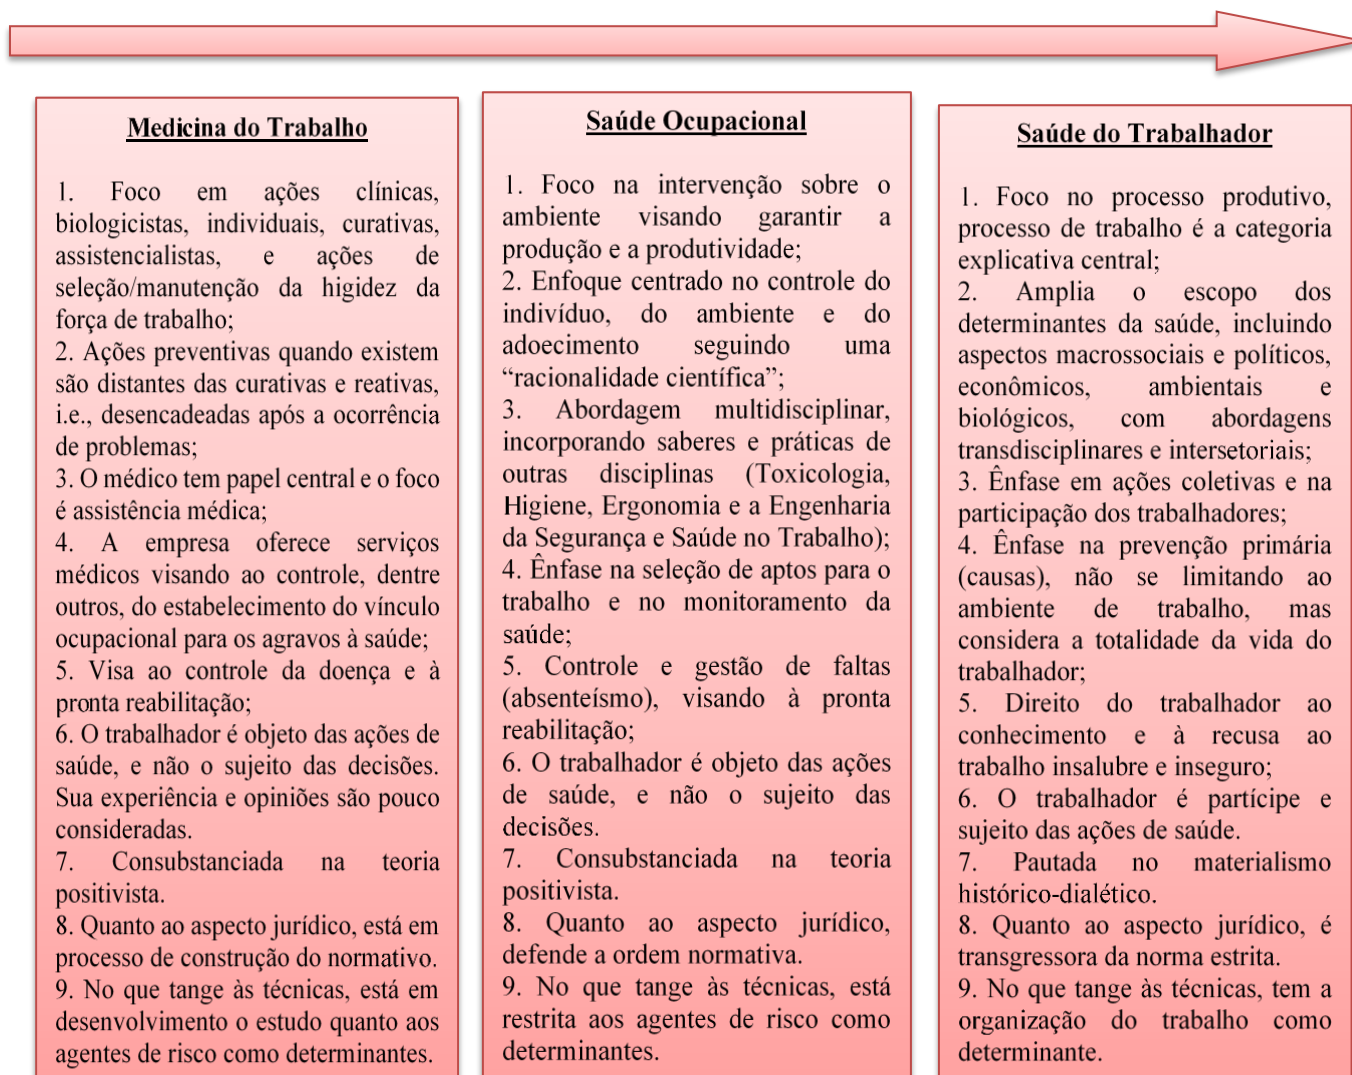 Medicina do Trabalho
1. Foco em ações clínicas,
biologicistas, individuais, curativas,
assistencialistas, e ações de
seleção/manutenção da higidez da
força de trabalho;
2. Ações preventivas quando existem
são distantes das curativas e reativas,
i.e., desencadeadas após a ocorrência
de problemas;
3. O médico tem papel central e o foco
é assistência médica;
4. A empresa oferece serviços
médicos visando ao controle, dentre
outros, do estabelecimento do vínculo
ocupacional para os agravos à saúde;
5. Visa ao controle da doença e à
pronta reabilitação;
6. O trabalhador é objeto das ações de
saúde, e não o sujeito das decisões.
Sua experiência e opiniões são pouco
consideradas.
7. Consubstanciada na teoria
positivista.
8. Quanto ao aspecto jurídico, está em
processo de construção do normativo.
9. No que tange às técnicas, está em
desenvolvimento o estudo quanto aos
agentes de risco como determinantes.
Saúde Ocupacional
1. Foco na intervenção sobre o
ambiente visando garantir a
produção e a produtividade;
2. Enfoque centrado no controle do
indivíduo, do ambiente e do
adoecimento seguindo uma
“racionalidade científica”;
3. Abordagem multidisciplinar,
incorporando saberes e práticas de
outras disciplinas (Toxicologia,
Higiene, Ergonomia e a Engenharia
da Segurança e Saúde no Trabalho);
4. Ênfase na seleção de aptos para o
trabalho e no monitoramento da
saúde;
5. Controle e gestão de faltas
(absenteísmo), visando à pronta
reabilitação;
6. O trabalhador é objeto das ações
de saúde, e não o sujeito das
decisões.
7. Consubstanciada na teoria
positivista.
8. Quanto ao aspecto jurídico,
defende a ordem normativa.
9. No que tange às técnicas, está
restrita aos agentes de risco como
determinantes.
Saúde do Trabalhador
1. Foco no processo produtivo,
processo de trabalho é a categoria
explicativa central;
2. Amplia o escopo dos
determinantes da saúde, incluindo
aspectos macrossociais e políticos,
econômicos, ambientais e
biológicos, com abordagens
transdisciplinares e intersetoriais;
3. Ênfase em ações coletivas e na
participação dos trabalhadores;
4. Ênfase na prevenção primária
(causas), não se limitando ao
ambiente de trabalho, mas
considera a totalidade da vida do
trabalhador;
5. Direito do trabalhador ao
conhecimento e à recusa ao
trabalho insalubre e inseguro;
6. O trabalhador é partícipe e
sujeito das ações de saúde.
7. Pautada no materialismo
histórico-dialético.
8. Quanto ao aspecto jurídico, é
transgressora da norma estrita.
9. No que tange às técnicas, tem a
organização do trabalho como
determinante.